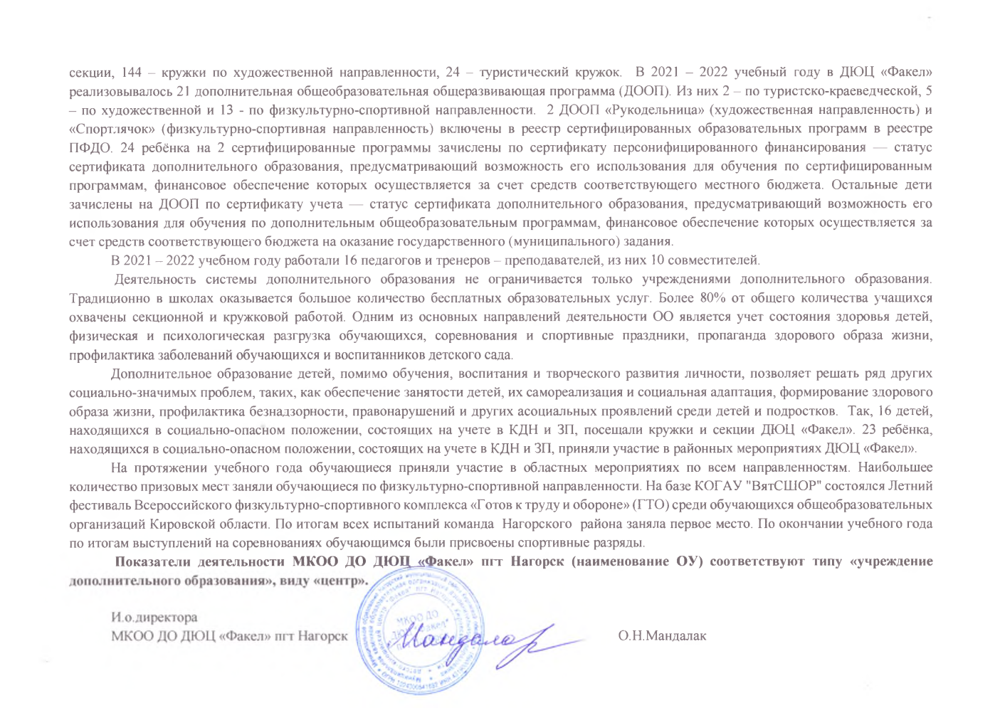 секции, 144 – кружки по художественной направленности, 24 – туристический кружок. В 2021 – 2022 учебный году в ДЮЦ «Факел»
реализовывалось 21 дополнительная общеобразовательная общеразвивающая программа (ДООП). Из них 2 – по туристско-краеведческой, 5
– по художественной и 13 - по физкультурно-спортивной направленности. 2 ДООП «Рукодельница» (художественная направленность) и
«Спортлячок» (физкультурно-спортивная направленность) включены в реестр сертифицированных образовательных программ в реестре
ПФДО. 24 ребёнка на 2 сертифицированные программы зачислены по сертификату персонифицированного финансирования — статус
сертификата дополнительного образования, предусматривающий возможность его использования для обучения по сертифицированным
программам, финансовое обеспечение которых осуществляется за счет средств соответствующего местного бюджета. Остальные дети
зачислены на ДООП по сертификату учета — статус сертификата дополнительного образования, предусматривающий возможность его
использования для обучения по дополнительным общеобразовательным программам, финансовое обеспечение которых осуществляется за
счет средств соответствующего бюджета на оказание государственного (муниципального) задания.
В 2021 – 2022 учебном году работали 16 педагогов и тренеров – преподавателей, из них 10 совместителей.
Деятельность системы дополнительного образования не ограничивается только учреждениями дополнительного образования.
Традиционно в школах оказывается большое количество бесплатных образовательных услуг. Более 80% от общего количества учащихся
охвачены секционной и кружковой работой. Одним из основных направлений деятельности ОО является учет состояния здоровья детей,
физическая и психологическая разгрузка обучающихся, соревнования и спортивные праздники, пропаганда здорового образа жизни,
профилактика заболеваний обучающихся и воспитанников детского сада.
Дополнительное образование детей, помимо обучения, воспитания и творческого развития личности, позволяет решать ряд других
социально-значимых проблем, таких, как обеспечение занятости детей, их самореализация и социальная адаптация, формирование здорового
образа жизни, профилактика безнадзорности, правонарушений и других асоциальных проявлений среди детей и подростков. Так, 16 детей,
находящихся в социально-опасном положении, состоящих на учете в КДН и ЗП, посещали кружки и секции ДЮЦ «Факел». 23 ребёнка,
находящихся в социально-опасном положении, состоящих на учете в КДН и ЗП, приняли участие в районных мероприятиях ДЮЦ «Факел».
На протяжении учебного года обучающиеся приняли участие в областных мероприятиях по всем направленностям. Наибольшее
количество призовых мест заняли обучающиеся по физкультурно-спортивной направленности. На базе КОГАУ "ВятСШОР" состоялся Летний
фестиваль Всероссийского физкультурно-спортивного комплекса «Готов к труду и обороне» (ГТО) среди обучающихся общеобразовательных
организаций Кировской области. По итогам всех испытаний команда Нагорского района заняла первое место. По окончании учебного года
по итогам выступлений на соревнованиях обучающимся были присвоены спортивные разряды.
Показатели деятельности МКОО ДО ДЮЦ «Факел» пгт Нагорск (наименование ОУ) соответствуют типу «учреждение
дополнительного образования», виду «центр».
И.о.директора
МКОО ДО ДЮЦ «Факел» пгт Нагорск
О.Н.Мандалак
МКОО ДО
ДЮЦ "Факел"